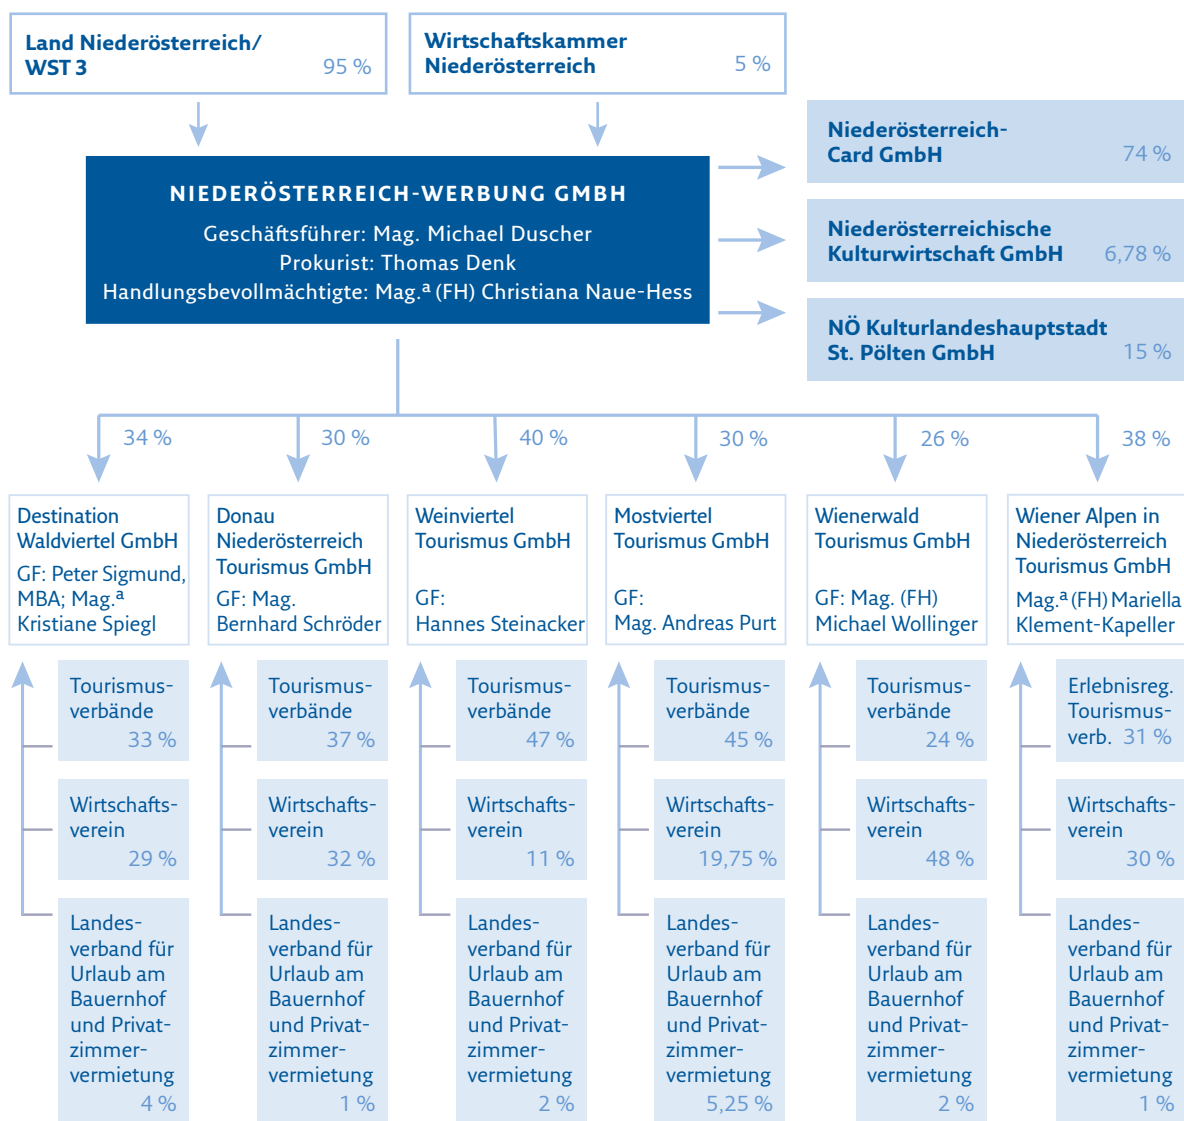 Land Niederösterreich/
WST 3 95 %
Wirtschaftskammer
Niederösterreich 5 %
NIEDERÖSTERREICH-WERBUNG GMBH
Geschäftsführer: Mag. Michael Duscher
Prokurist: Thomas Denk
Handlungsbevollmächtigte: Mag.ª (FH) Christiana Naue-Hess
Niederösterreich-
Card GmbH 74 %
Niederösterreichische
Kulturwirtschaft GmbH 6,78 %
NÖ Kulturlandeshauptstadt
St. Pölten GmbH 15 %
34 %
30 %
40 %
30 %
26 %
38 %
Destination
Waldviertel GmbH
GF: Peter Sigmund,
MBA; Mag.ª
Kristiane Spiegl
Donau
Niederösterreich
Tourismus GmbH
GF: Mag.
Bernhard Schröder
Weinviertel
Tourismus GmbH
GF:
Hannes Steinacker
Mostviertel
Tourismus GmbH
GF:
Mag. Andreas Purt
Wienerwald
Tourismus GmbH
GF: Mag. (FH)
Michael Wollinger
Wiener Alpen in
Niederösterreich
Tourismus GmbH
Mag.ª (FH) Mariella
Klement-Kapeller
Tourismus-
verbände
33 %
Tourismus-
verbände
37 %
Tourismus-
verbände
47 %
Tourismus-
verbände
45 %
Tourismus-
verbände
24 %
Erlebnisreg.
Tourismus-
verb. 31 %
Wirtschafts-
verein
29 %
Wirtschafts-
verein
32 %
Wirtschafts-
verein
11 %
Wirtschafts-
verein
19,75 %
Wirtschafts-
verein
48 %
Wirtschafts-
verein
30 %
Landes-
verband für
Urlaub am
Bauernhof
und Privat-
zimmer-
vermietung
4 %
Landes-
verband für
Urlaub am
Bauernhof
und Privat-
zimmer-
vermietung
1 %
Landes-
verband für
Urlaub am
Bauernhof
und Privat-
zimmer-
vermietung
2 %
Landes-
verband für
Urlaub am
Bauernhof
und Privat-
zimmer-
vermietung
5,25 %
Landes-
verband für
Urlaub am
Bauernhof
und Privat-
zimmer-
vermietung
2 %
Landes-
verband für
Urlaub am
Bauernhof
und Privat-
zimmer-
vermietung
1 %